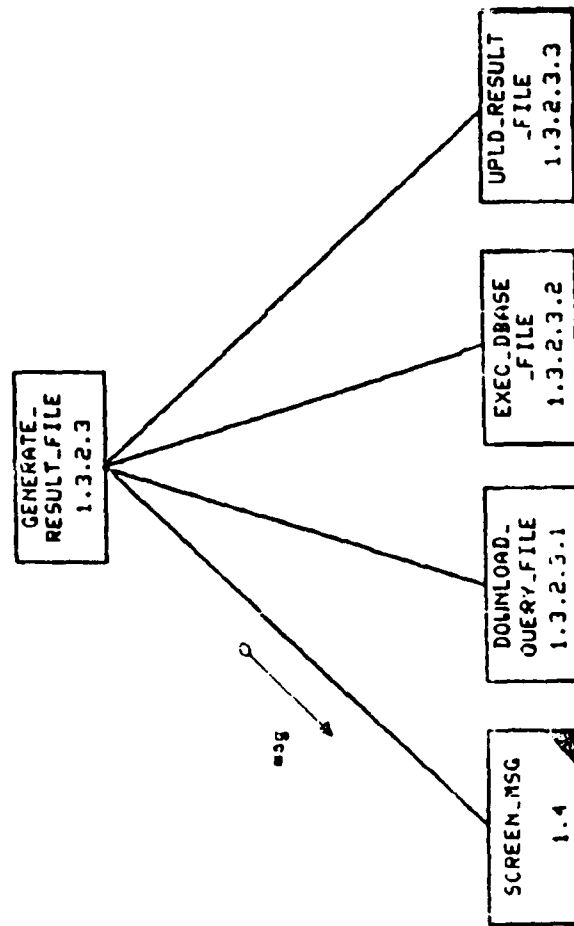 GENERATE_
RESULT_FILE
1.3.2.3
msg
SCREEN_MSG
1.4
DOWNLOAD_
QUERY_FILE
1.3.2.3.1
EXEC_DBASE
_FILE
1.3.2.3.2
UPLD_RESULT
_FILE
1.3.2.3.3